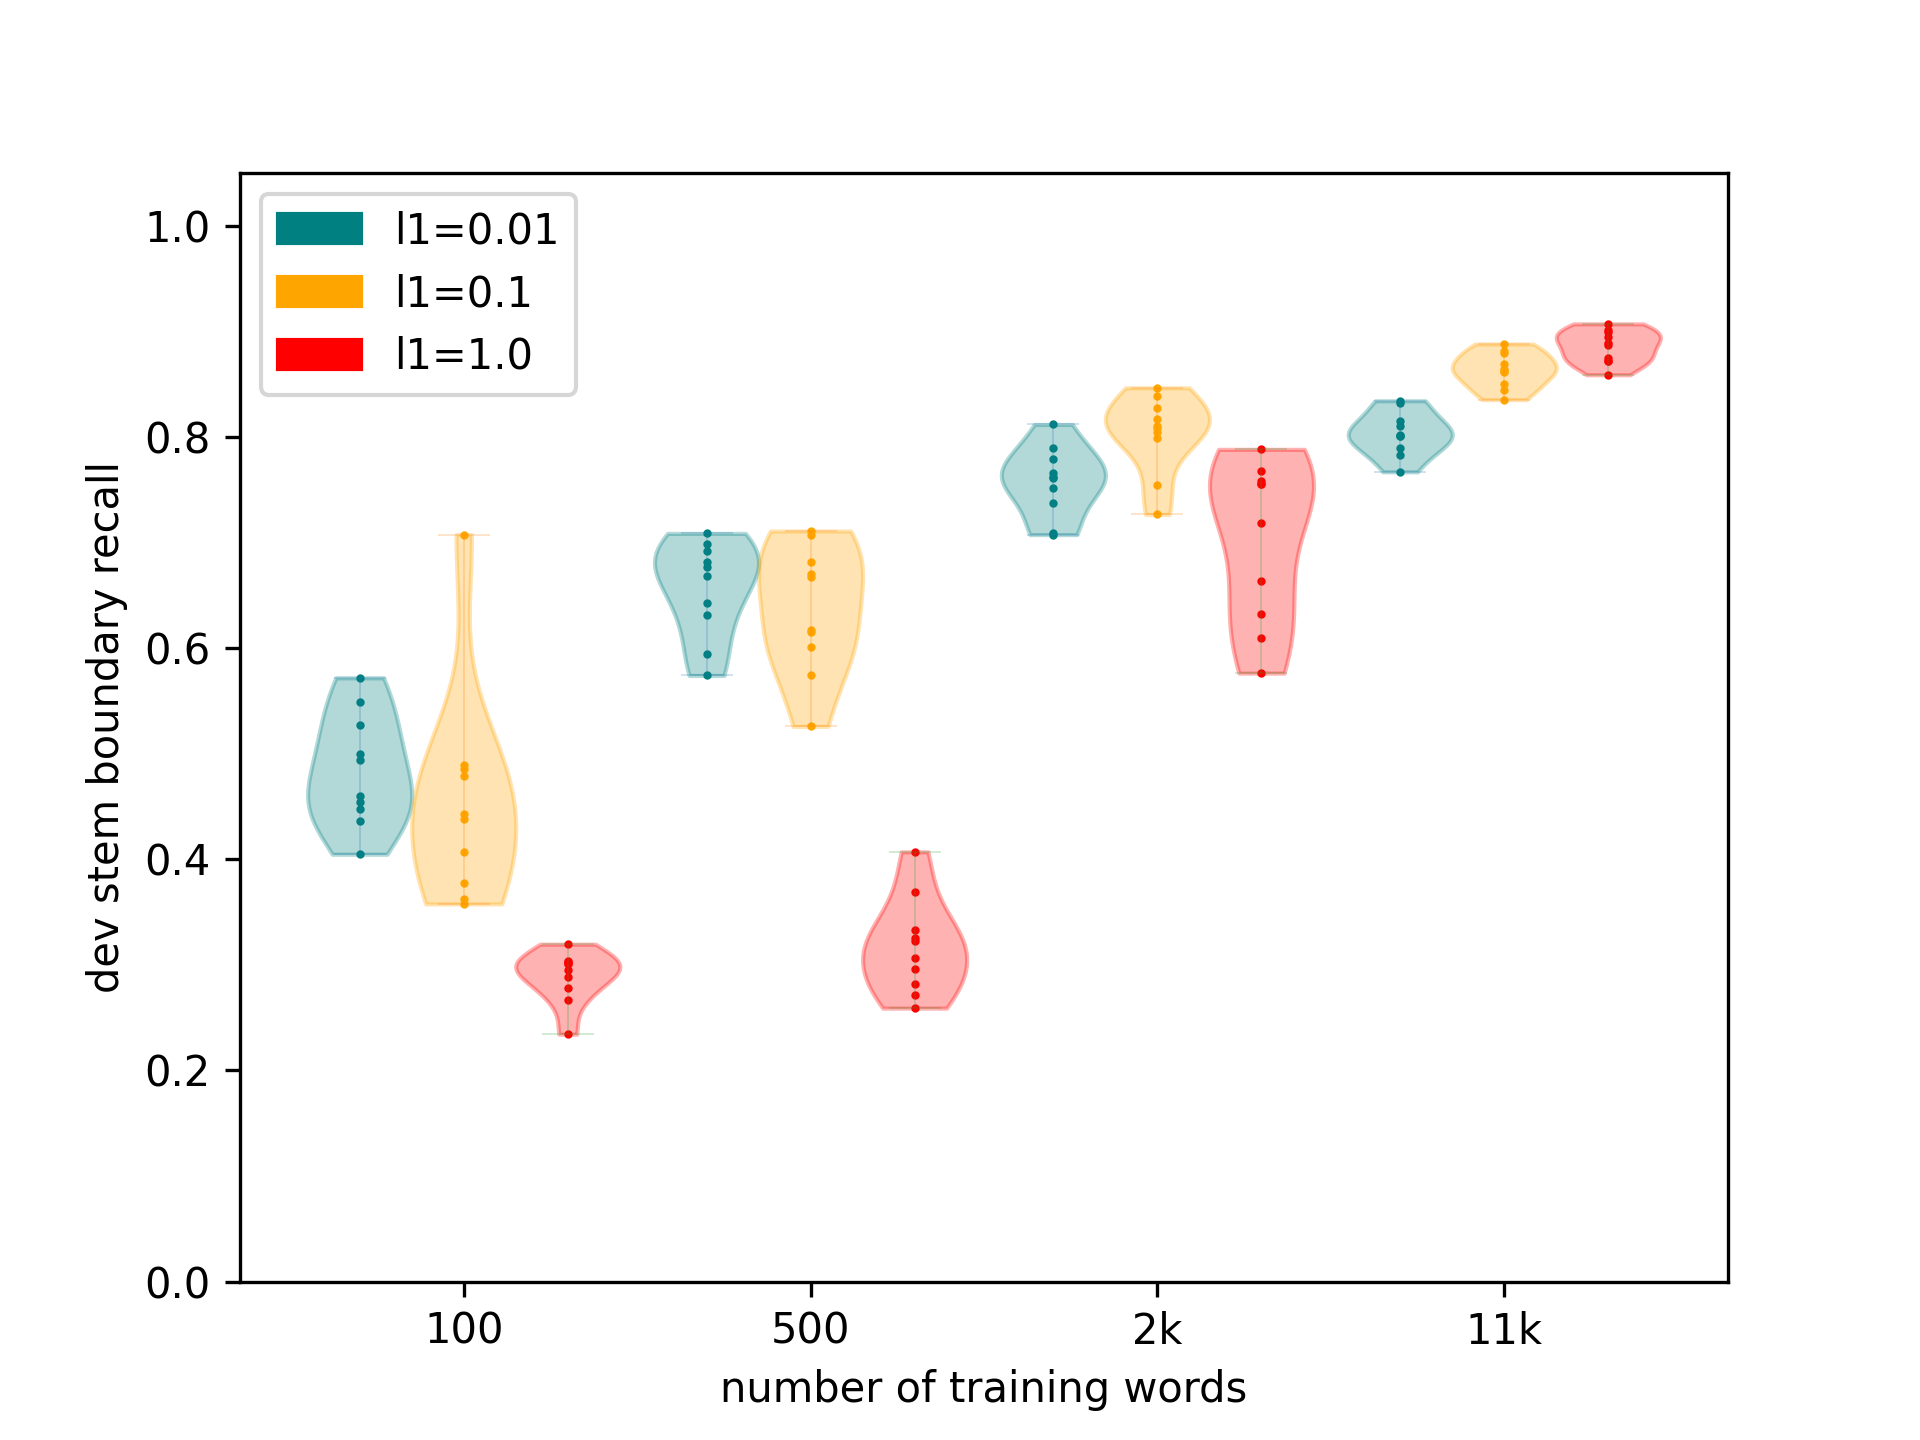 l1=0.01
l1=0.1
l1=1.0
1.0
0.8
0.6
0.4
0.2
0.0
dev stem boundary recall
100 500 2k 11k
number of training words